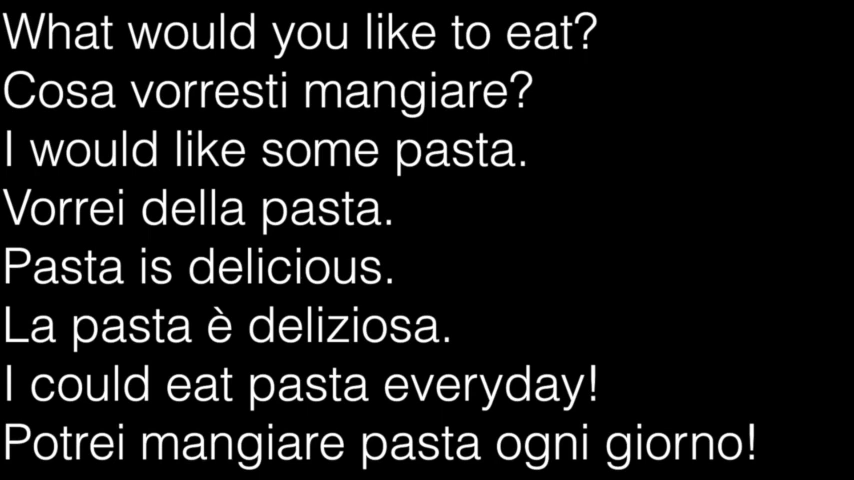 What would you like to eat?
Cosa vorresti mangiare?
I would like some pasta.
Vorrei della pasta.
Pasta is delicious.
La pasta è deliziosa.
I could eat pasta everyday!
Potrei mangiare pasta ogni giorno!